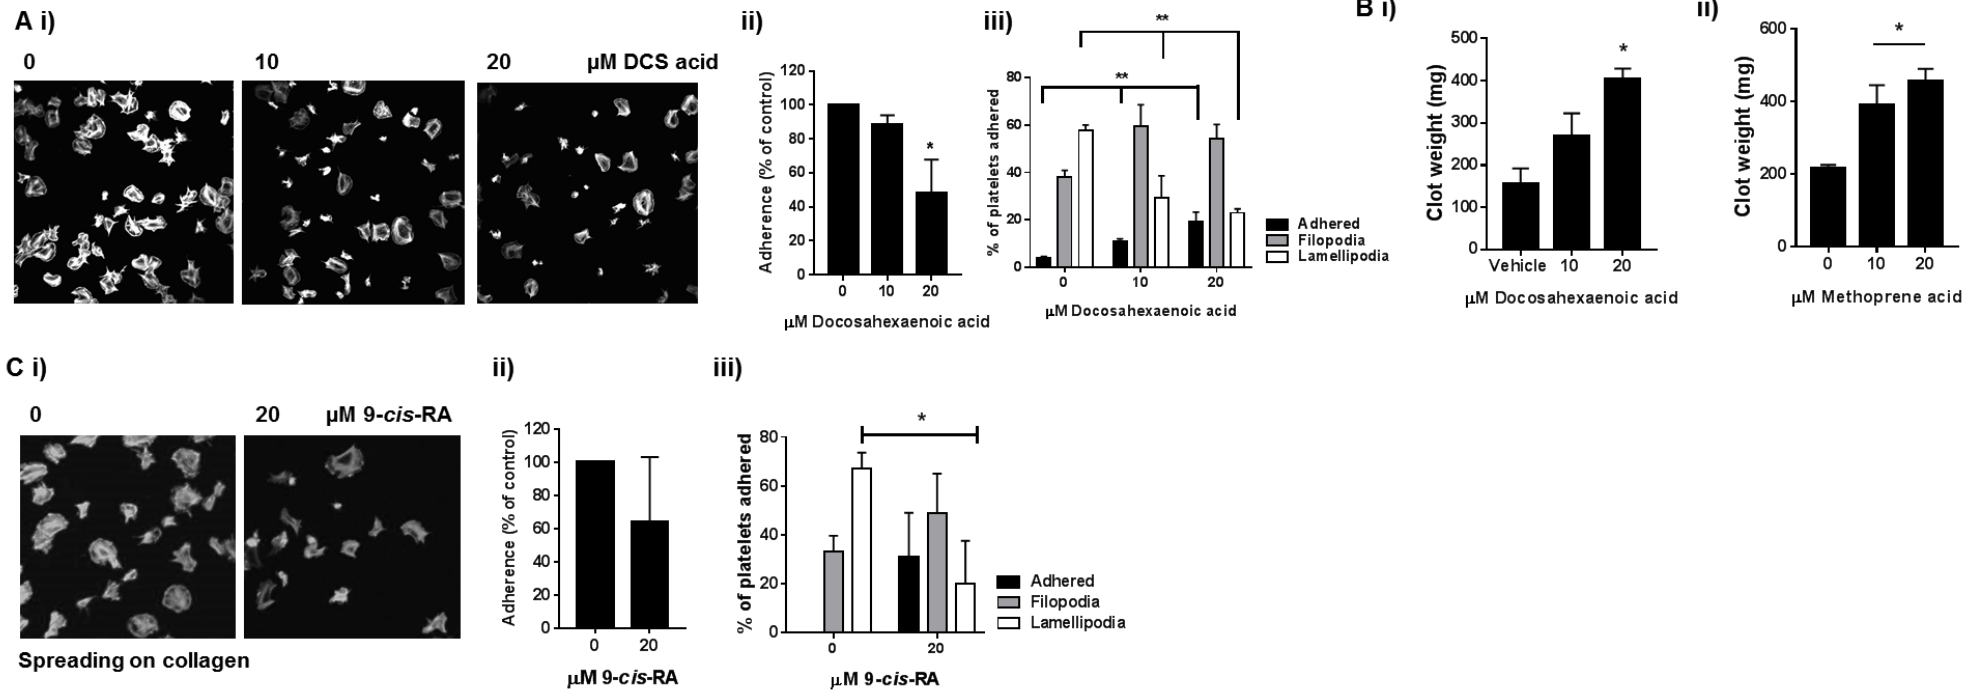 A i)
0 10 20 µM DCS acid
ii)
120
100
80
60
40
20
0
Adherence (% of control)
*
0 10 20
µM Docosahexaenoic acid
iii)
**
**
80
60
40
20
0
% of platelets adhered
0 10 20
µM Docosahexaenoic acid
Adhered
Filopodia
Lamellipodia
B i)
500
400
300
200
100
0
Clot weight (mg)
*
Vehicle 10 20
µM Docosahexaenoic acid
ii)
600
400
200
0
Clot weight (mg)
*
0 10 20
µM Methoprene acid
C i)
0 20 µM 9-cis-RA
Spreading on collagen
ii)
120
100
80
60
40
20
0
Adherence (% of control)
0 20
µM 9-cis-RA
iii)
*
80
60
40
20
0
% of platelets adhered
0 20
µM 9-cis-RA
Adhered
Filopodia
Lamellipodia